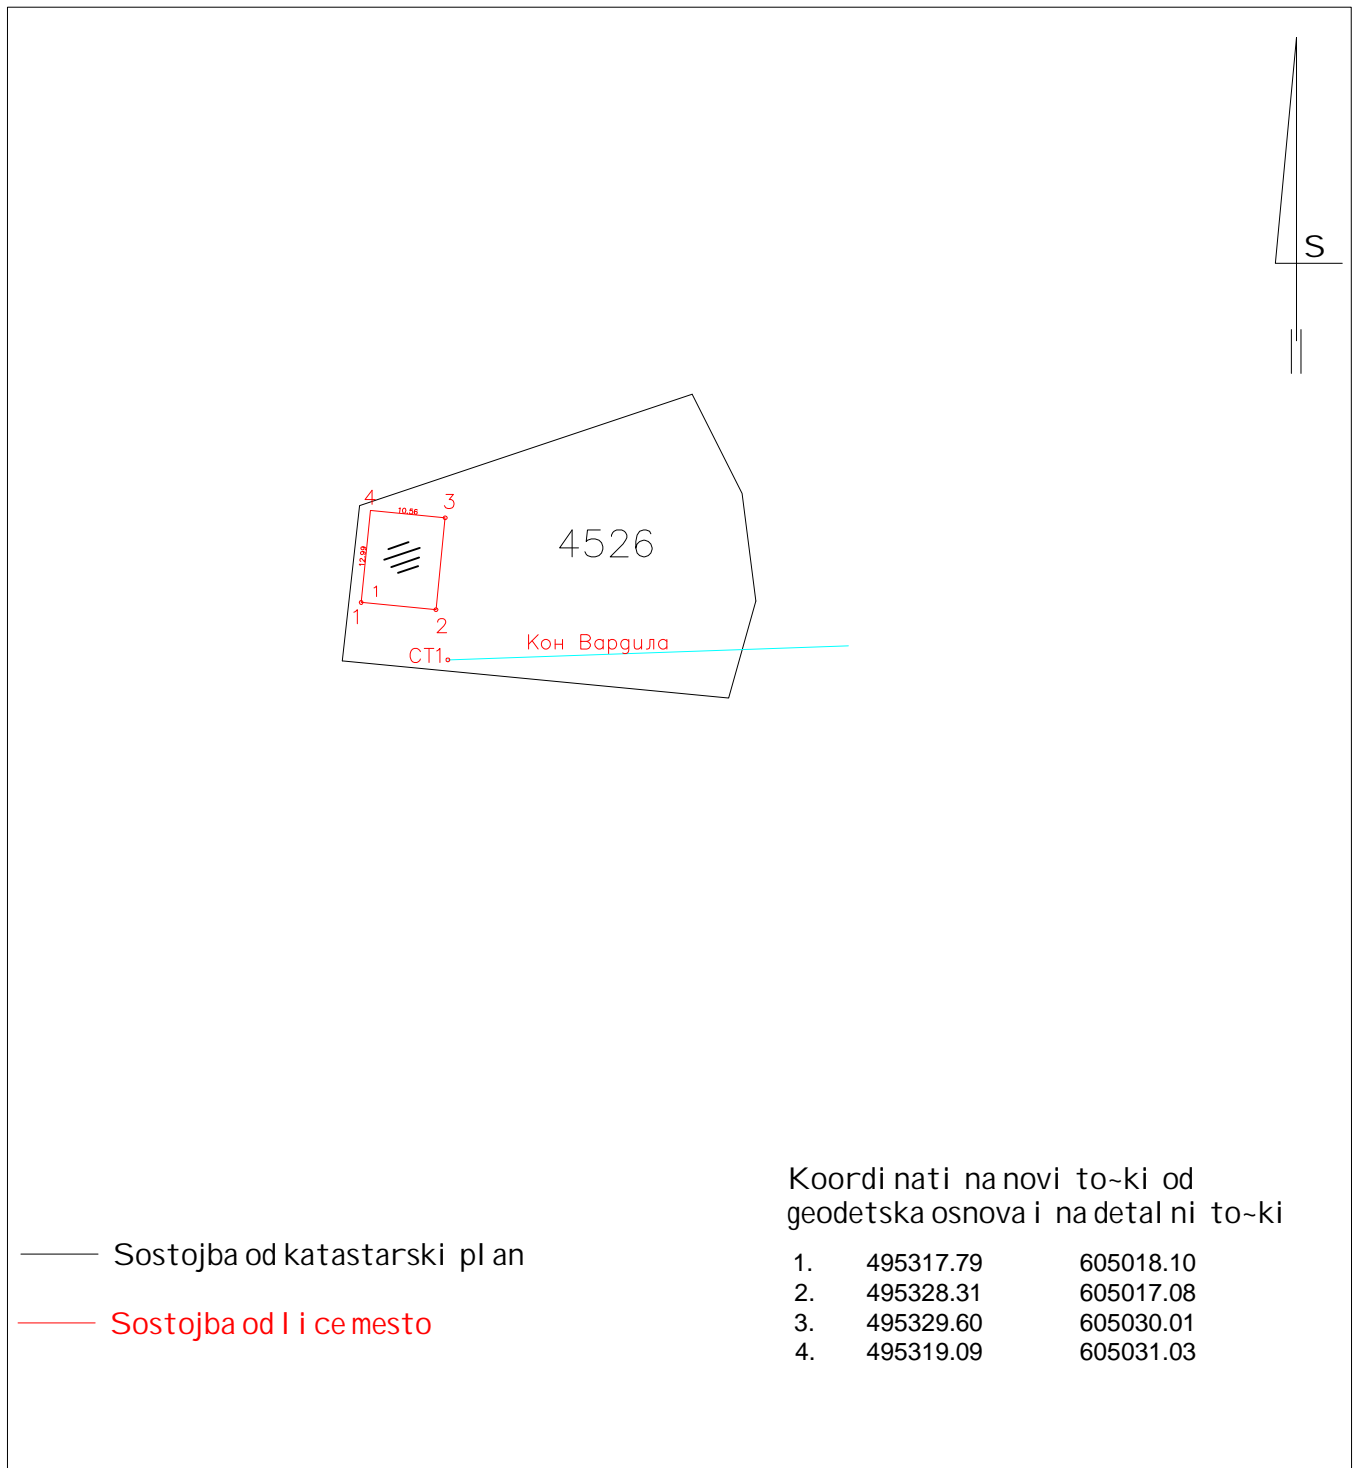 S
4
10.56
3
12.99
4526
1
1
2
Кон Вардила
СТ1
Koordinati na novi to~ki od
geodetska osnova i na detalni to~ki
Sostojba od katastarski plan
1. 495317.79 605018.10
2. 495328.31 605017.08
Sostojba od lice mesto
3. 495329.60 605030.01
4. 495319.09 605031.03